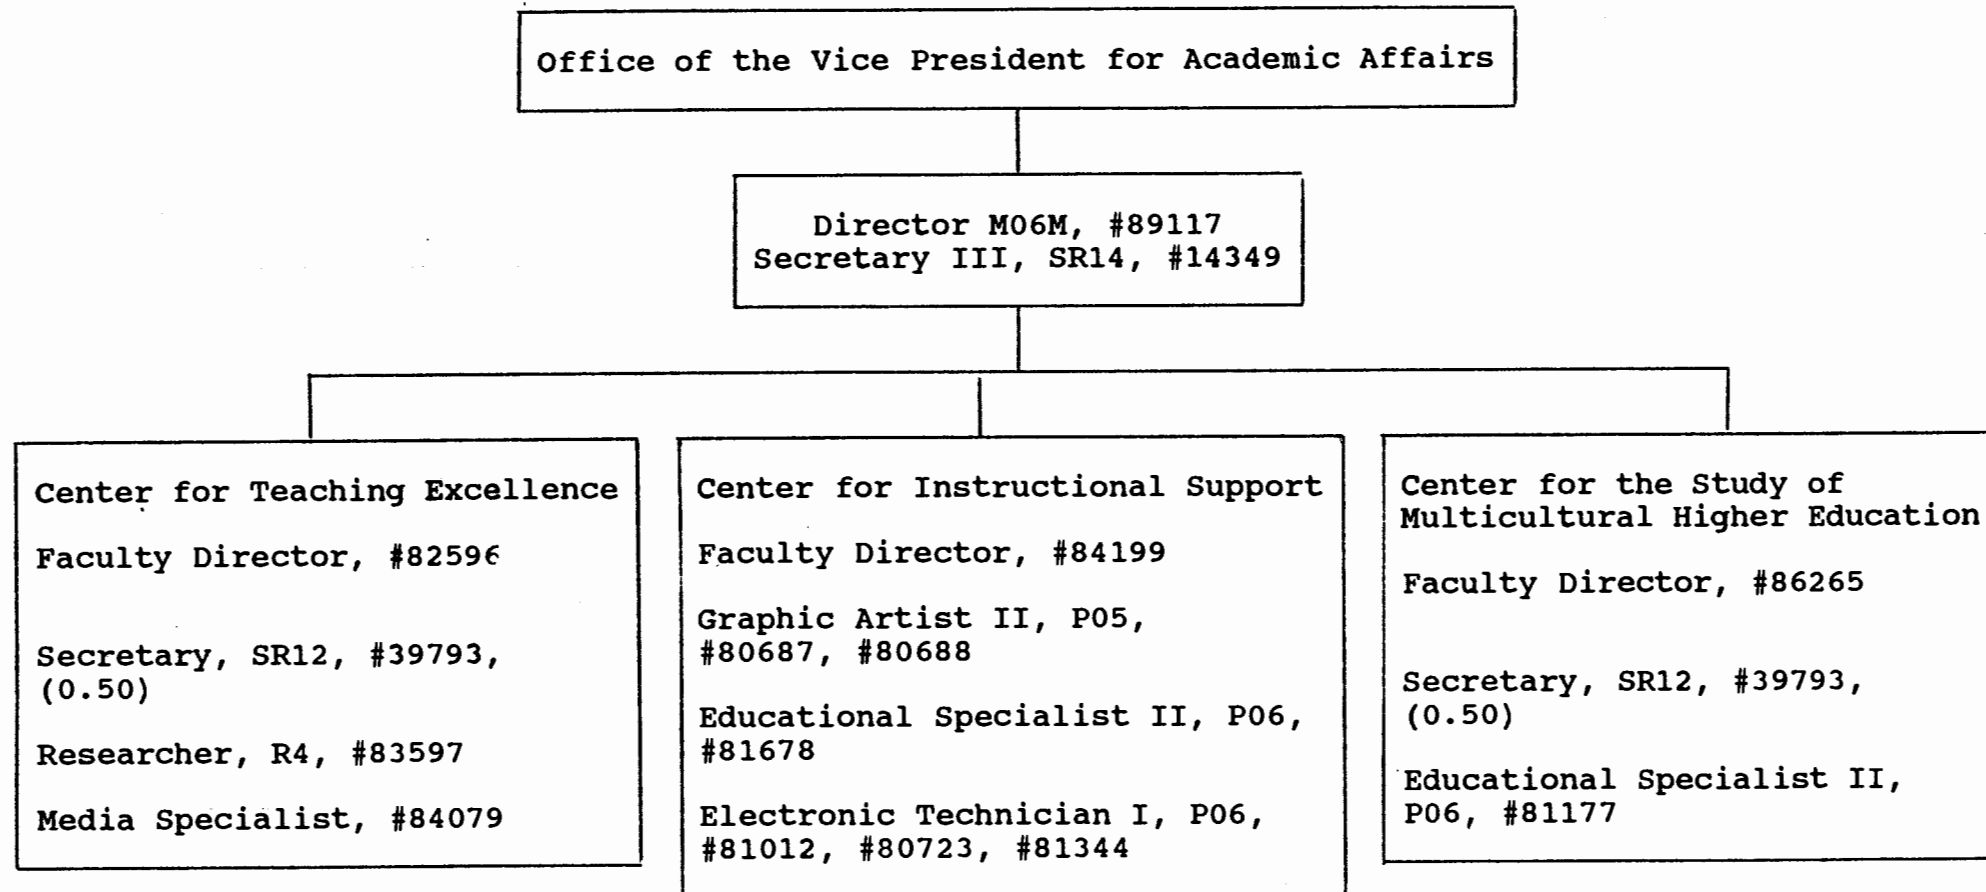 Office of the Vice President for Academic Affairs
Director M06M, #89117
Secretary III, SR14, #14349
Center for Teaching Excellence
Faculty Director, #82596
Secretary, SR12, #39793,
(0.50)
Researcher, R4, #83597
Media Specialist, #84079
Center for Instructional Support
Faculty Director, #84199
Graphic Artist II, P05,
#80687, #80688
Educational Specialist II, P06,
#81678
Electronic Technician I, P06,
#81012, #80723, #81344
Center for the Study of
Multicultural Higher Education
Faculty Director, #86265
Secretary, SR12, #39793,
(0.50)
Educational Specialist II,
P06, #81177